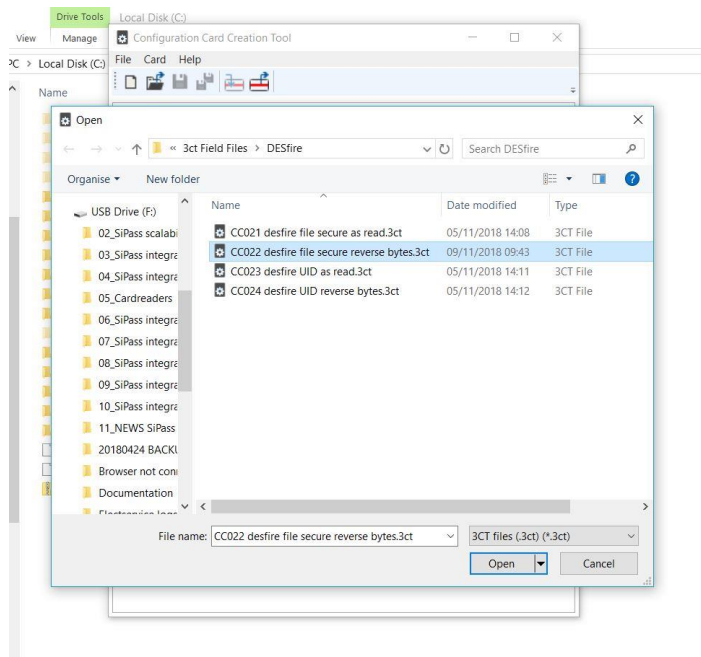 Drive Tools Local Disk (C:)
View Manage
Configuration Card Creation Tool
PC > Local Disk (C:)
File Card Help
Name
Open
« 3ct Field Files > DESfire
Search DESfire
Organise New folder
USB Drive (F:)
Name Date modified Type
02_SiPass scalabi
CC021 desfire file secure as read.3ct 05/11/2018 14:08 3CT File
03_SiPass integra
CC022 desfire file secure reverse bytes.3ct 09/11/2018 09:43 3CT File
04_SiPass integra
CC023 desfire UID as read.3ct 05/11/2018 14:11 3CT File
05_Cardreaders
CC024 desfire UID reverse bytes.3ct 05/11/2018 14:12 3CT File
06_SiPass integra
07_SiPass integra
08_SiPass integra
09_SiPass integra
10_SiPass integra
11_NEWS SiPass
20180424 BACKU
Browser not conn
Documentation
File name: CC022 desfire file secure reverse bytes.3ct 3CT files (.3ct) (*.3ct)
Open Cancel